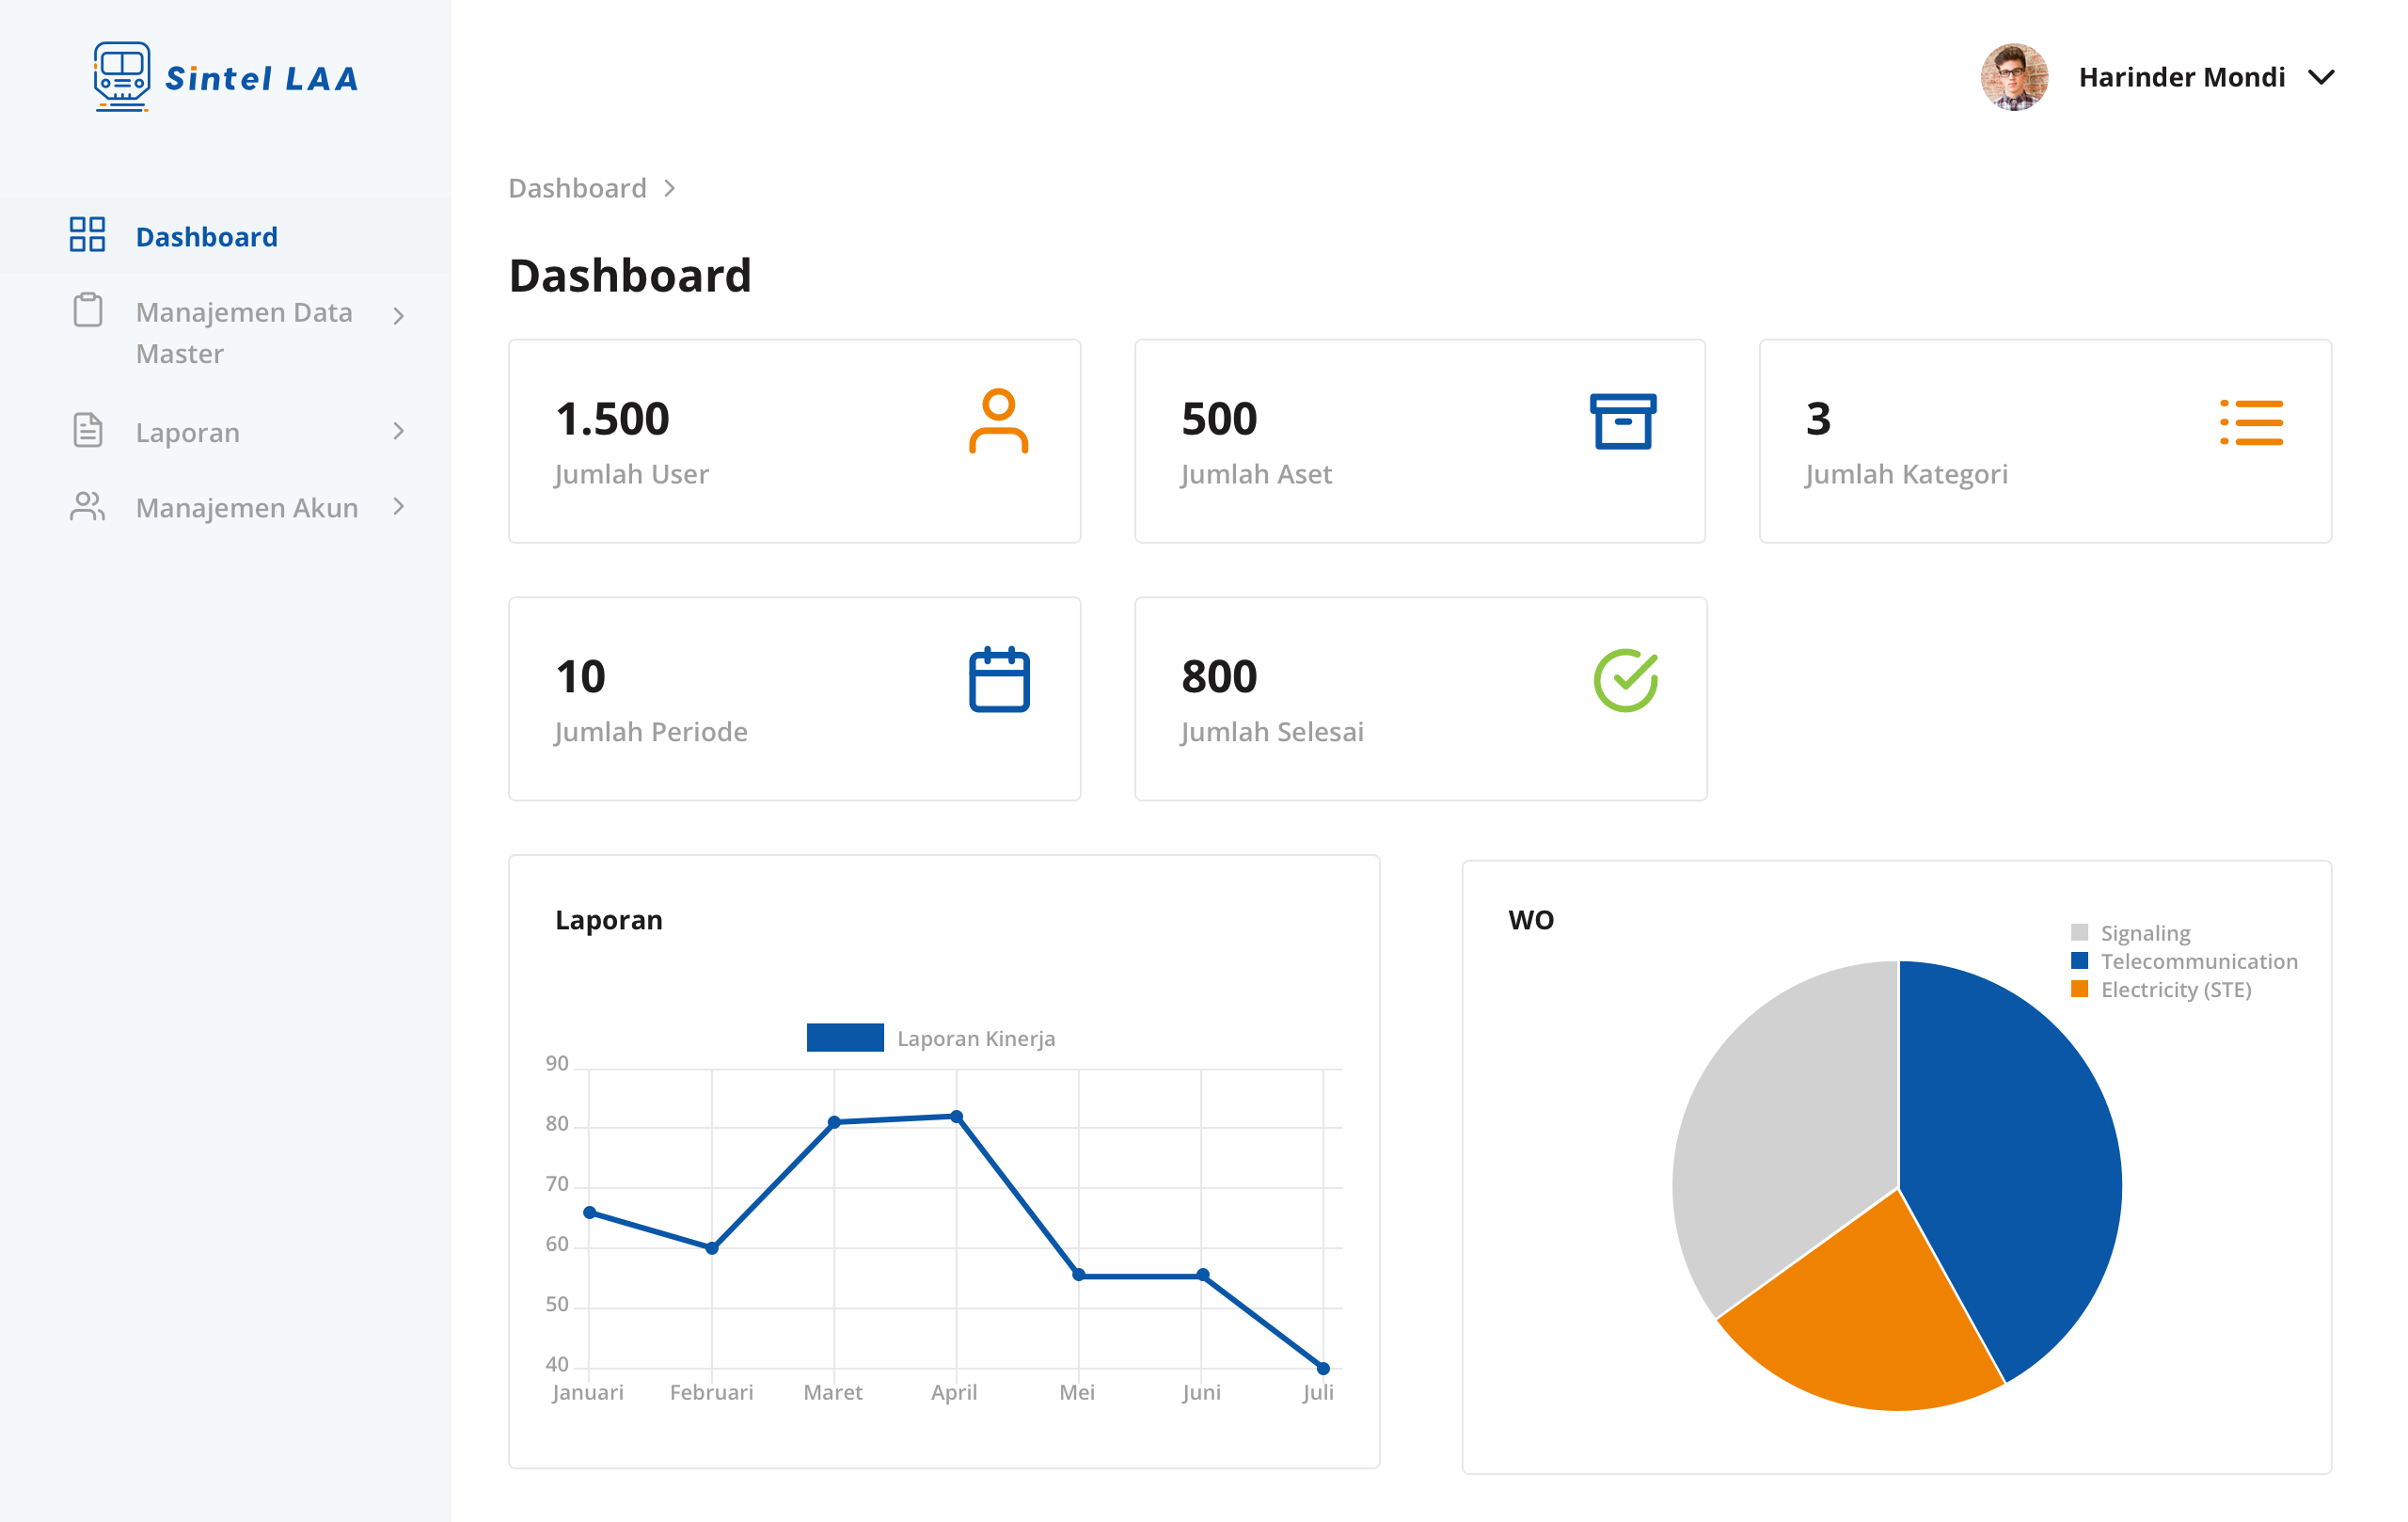 Sintel LAA
Harinder Mondi
Dashboard
Manajemen Data
Master
Laporan
Manajemen Akun
Dashboard
Dashboard
1.500
Jumlah User
500
Jumlah Aset
3
Jumlah Kategori
10
Jumlah Periode
800
Jumlah Selesai
Laporan
Laporan Kinerja
90
80
70
60
50
40
Januari Februari Maret April Mei Juni Juli
WO
Signaling
Telecommunication
Electricity (STE)